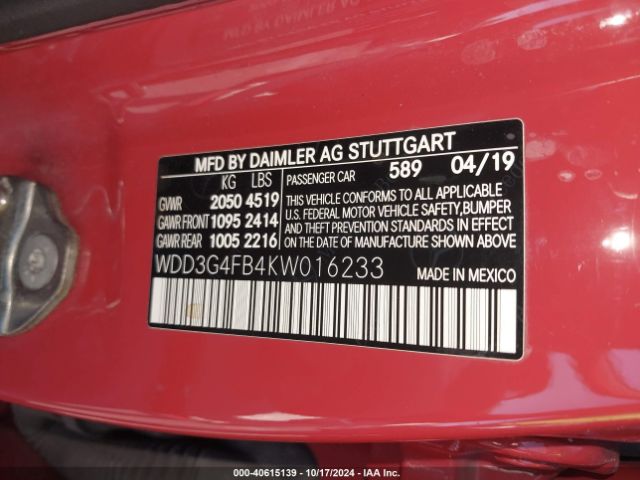 MFD BY DAIMLER AG STUTTGART
KG LBS
GVWR 2050 4519
GAWR FRONT 1095 2414
GAWR REAR 1005 2216
PASSENGER CAR 589 04/19
THIS VEHICLE CONFORMS TO ALL APPLICABLE
U.S. FEDERAL MOTOR VEHICLE SAFETY,BUMPER
AND THEFT PREVENTION STANDARDS IN EFFECT
ON THE DATE OF MANUFACTURE SHOWN ABOVE.
WDD3G4FB4KW016233
MADE IN MEXICO
000-40615139 - 10/17/2024 - IAA Inc.